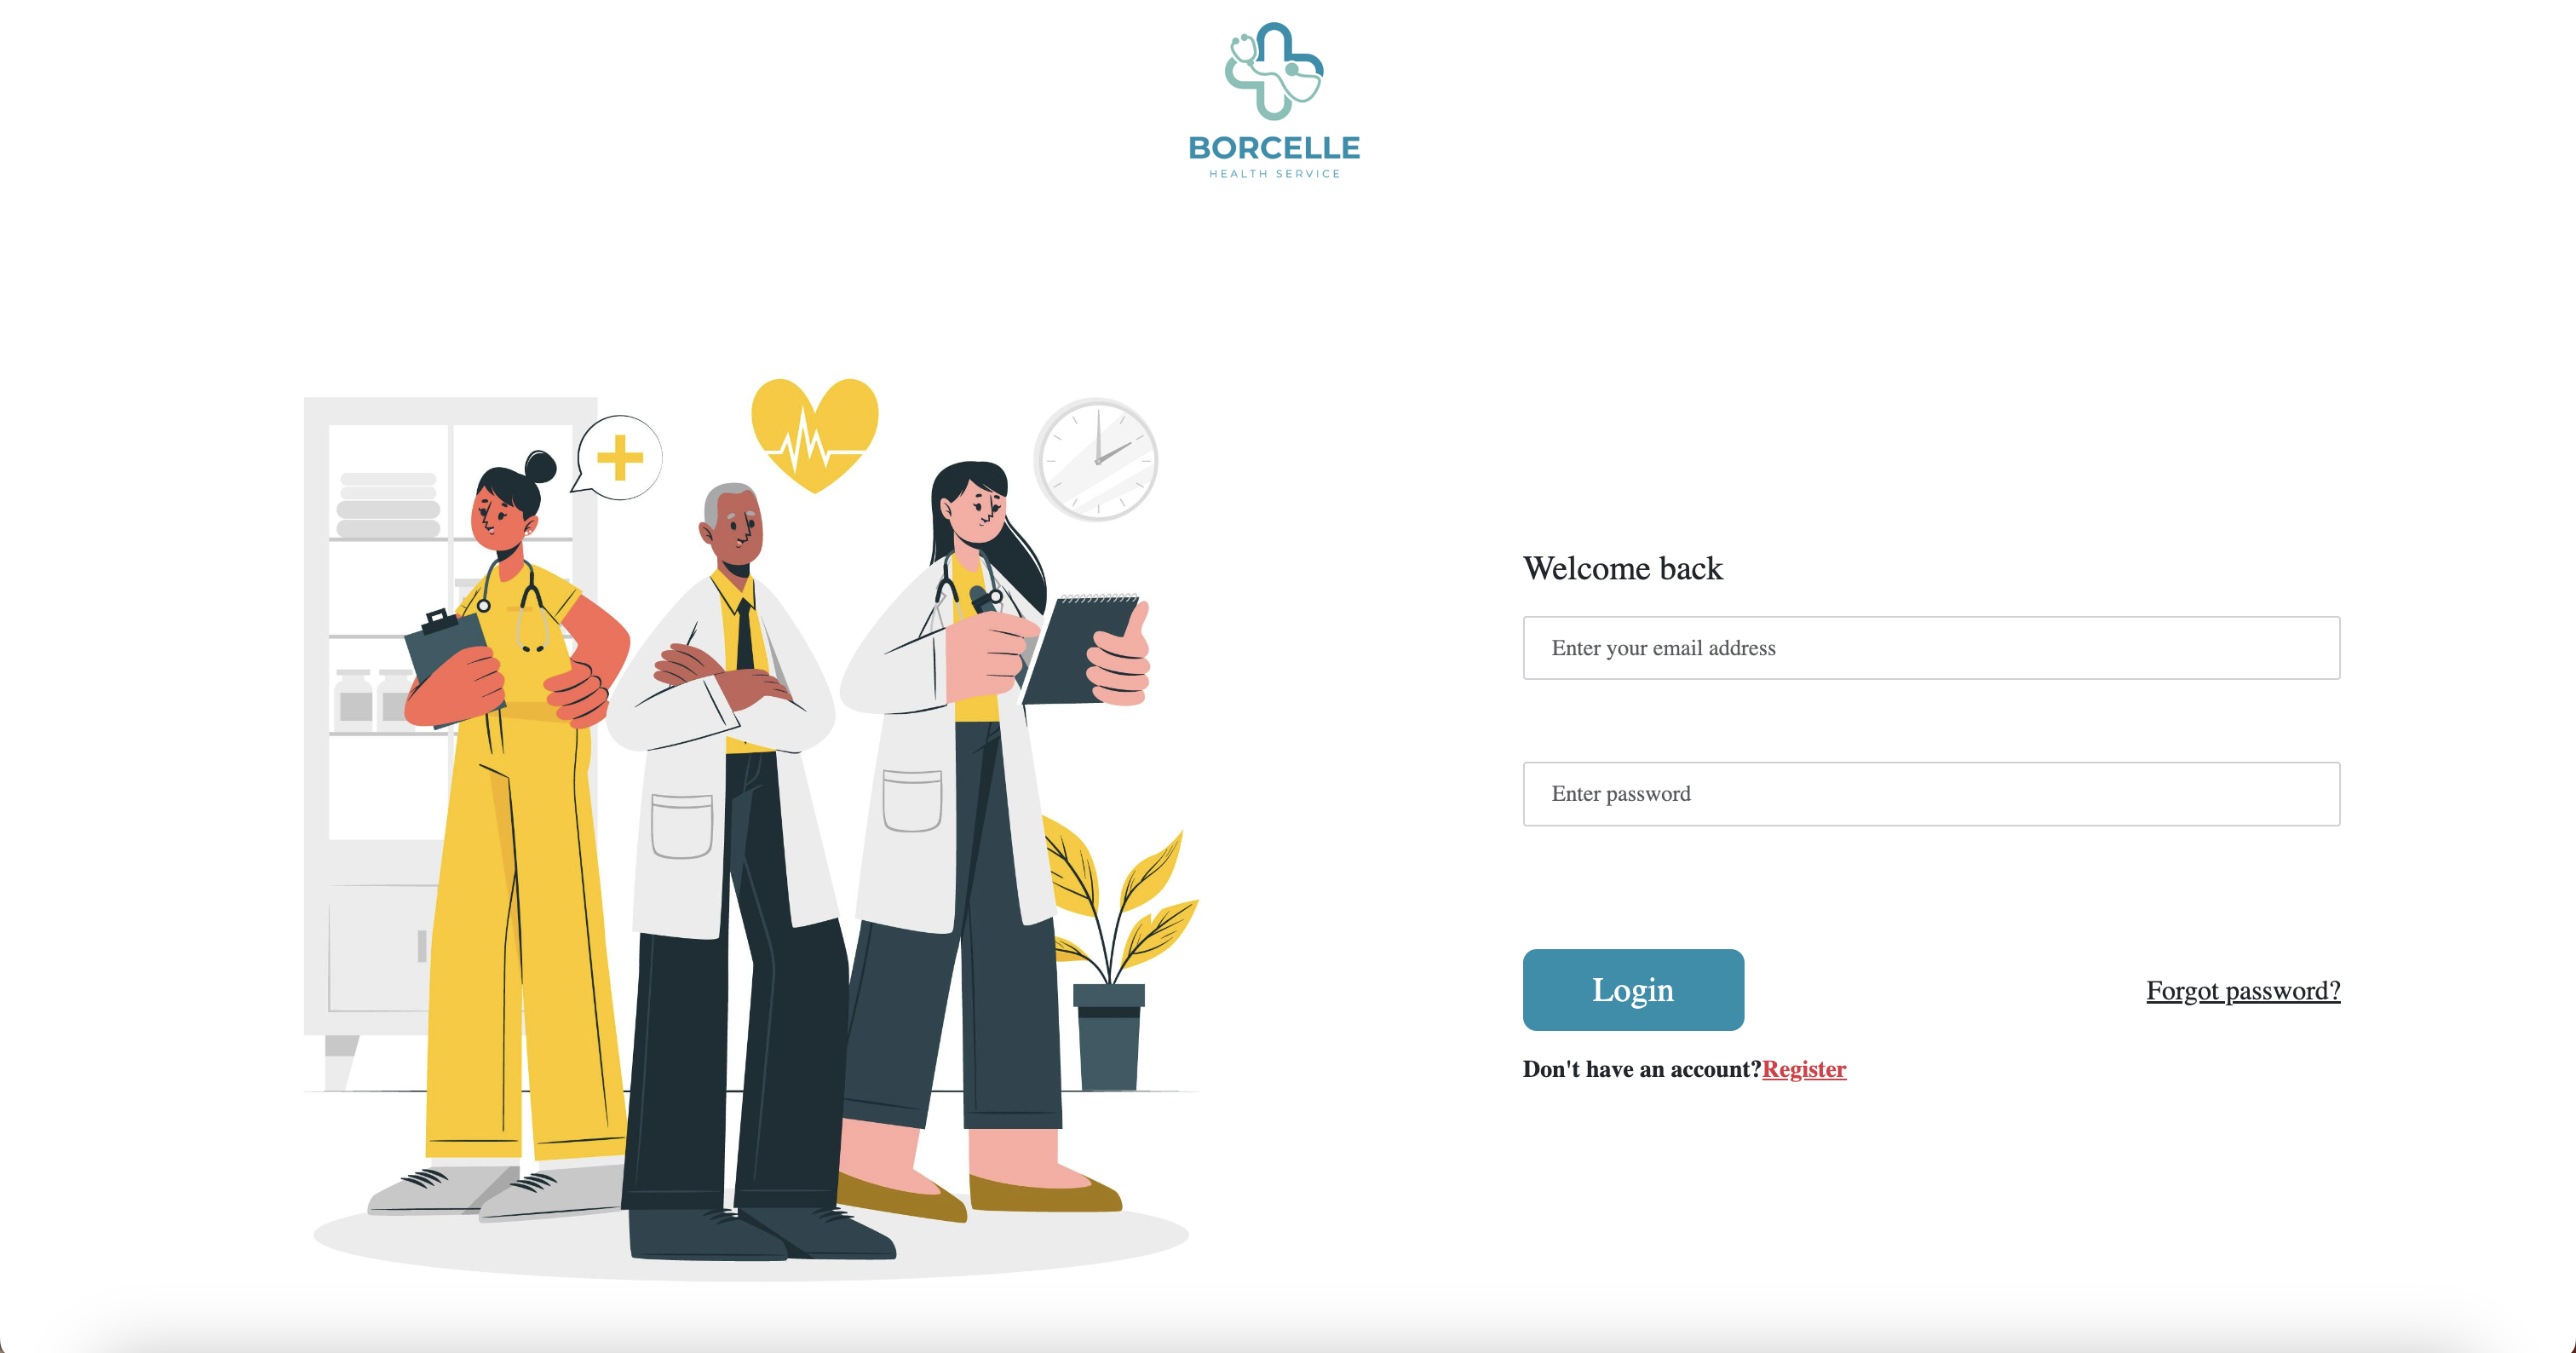 BORCELLE
HEALTH SERVICE
Welcome back
Enter your email address
Enter password
Login
Forgot password?
Don't have an account?Register